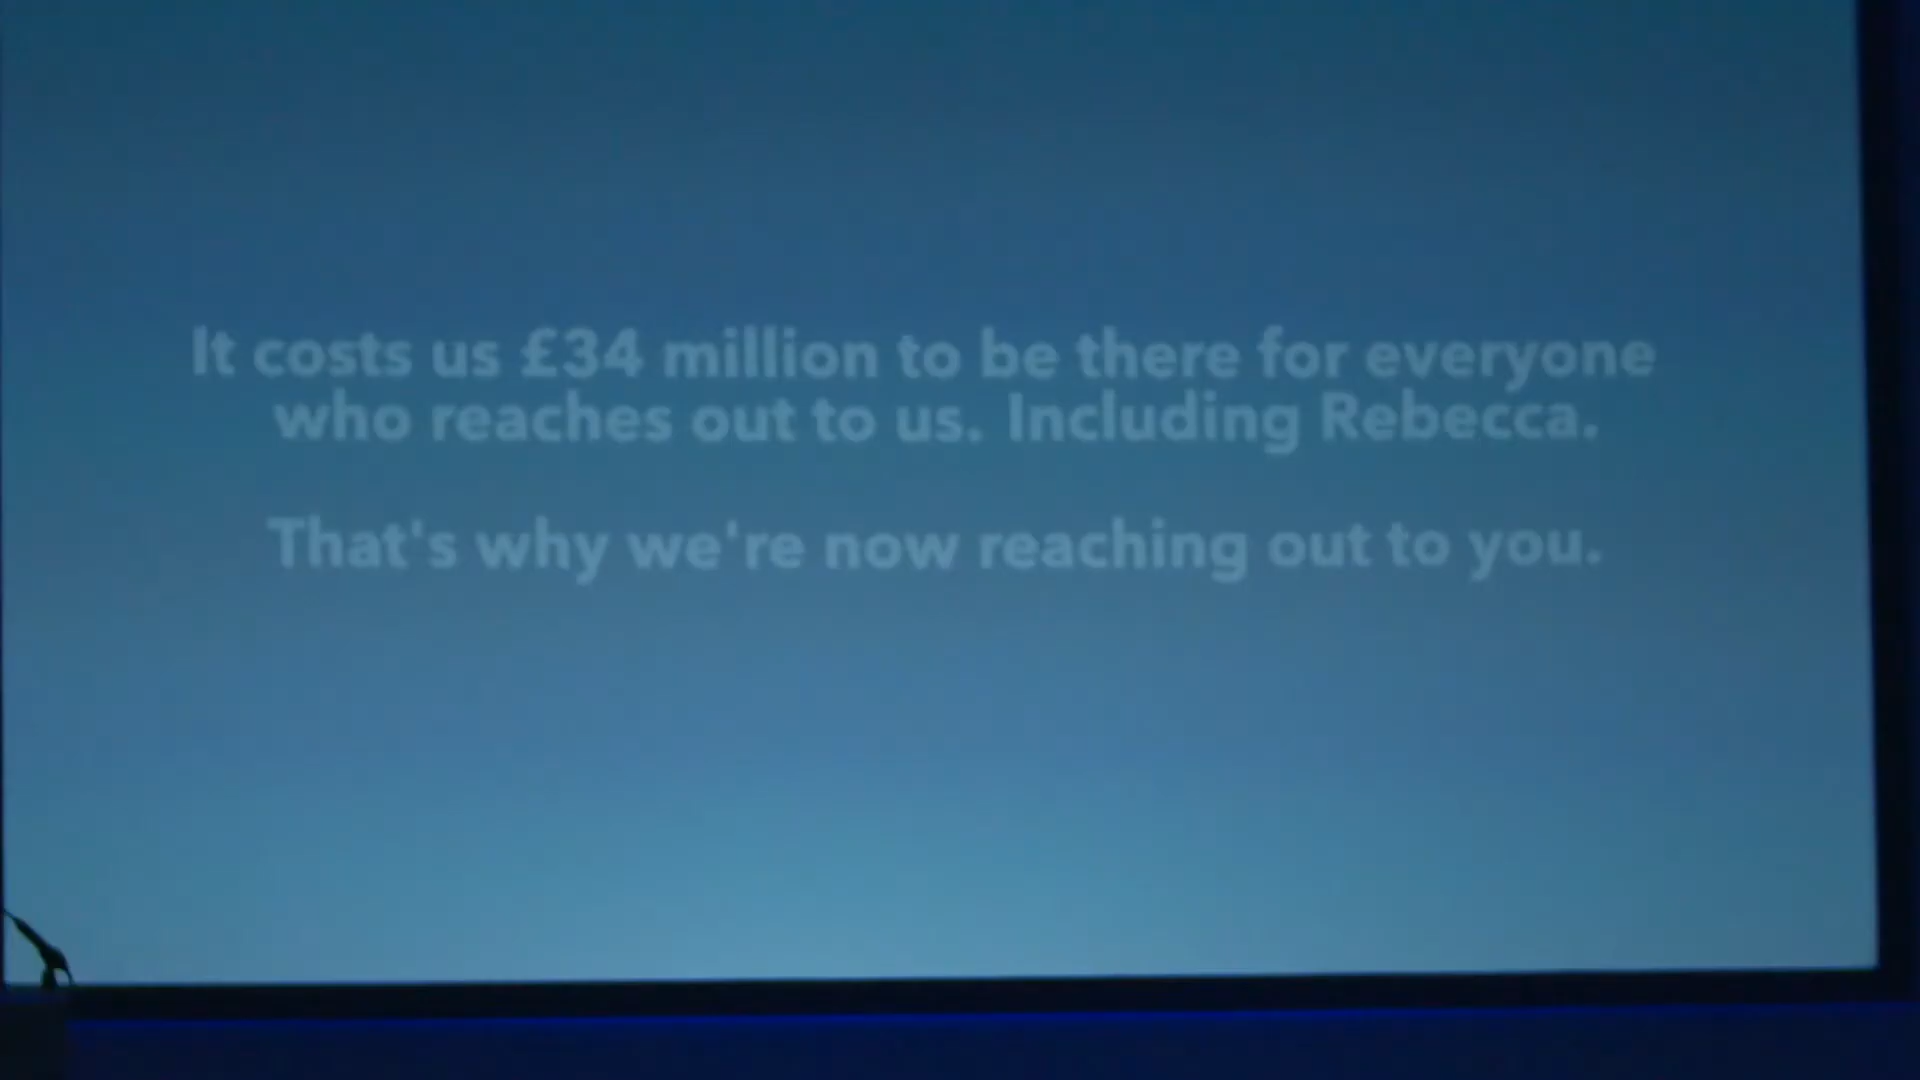 It costs us £34 million to be there for everyone
who reaches out to us. Including Rebecca.
That's why we're now reaching out to you.